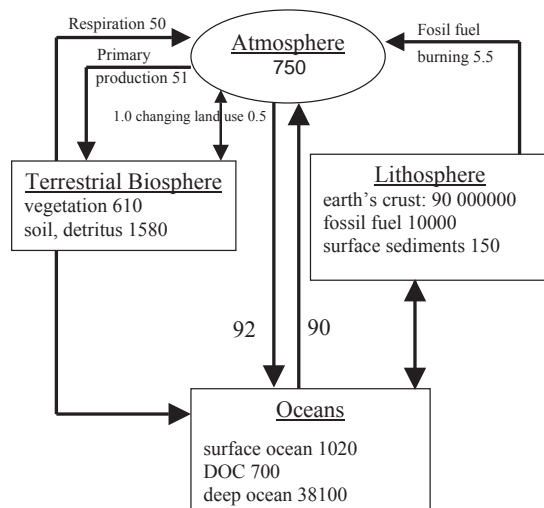 Respiration 50
Atmosphere
750
Fosil fuel
burning 5.5
Primary
production 51
1.0 changing land use 0.5
Terrestrial Biosphere
vegetation 610
soil, detritus 1580
Lithosphere
earth's crust: 90 000000
fossil fuel 10000
surface sediments 150
92
90
Oceans
surface ocean 1020
DOC 700
deep ocean 38100